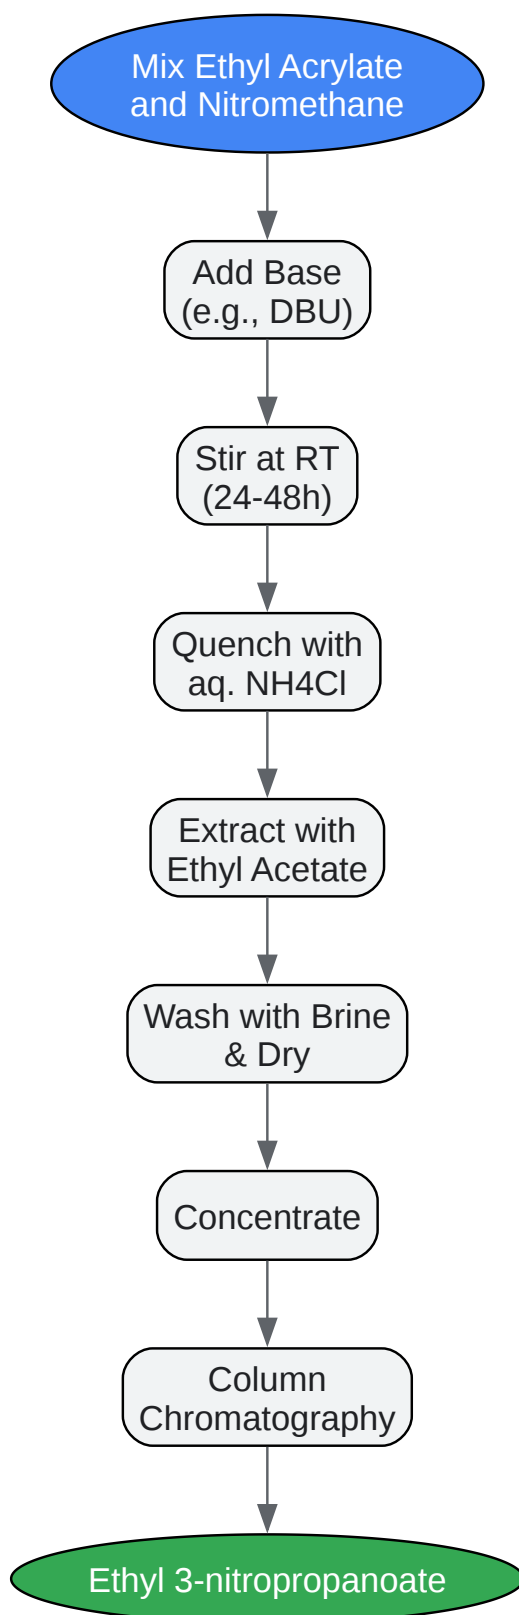 Mix Ethyl Acrylate
and Nitromethane
Add Base
(e.g., DBU)
Stir at RT
(24-48h)
Quench with
aq. NH4Cl
Extract with
Ethyl Acetate
Wash with Brine
& Dry
Concentrate
Column
Chromatography
Ethyl 3-nitropropanoate